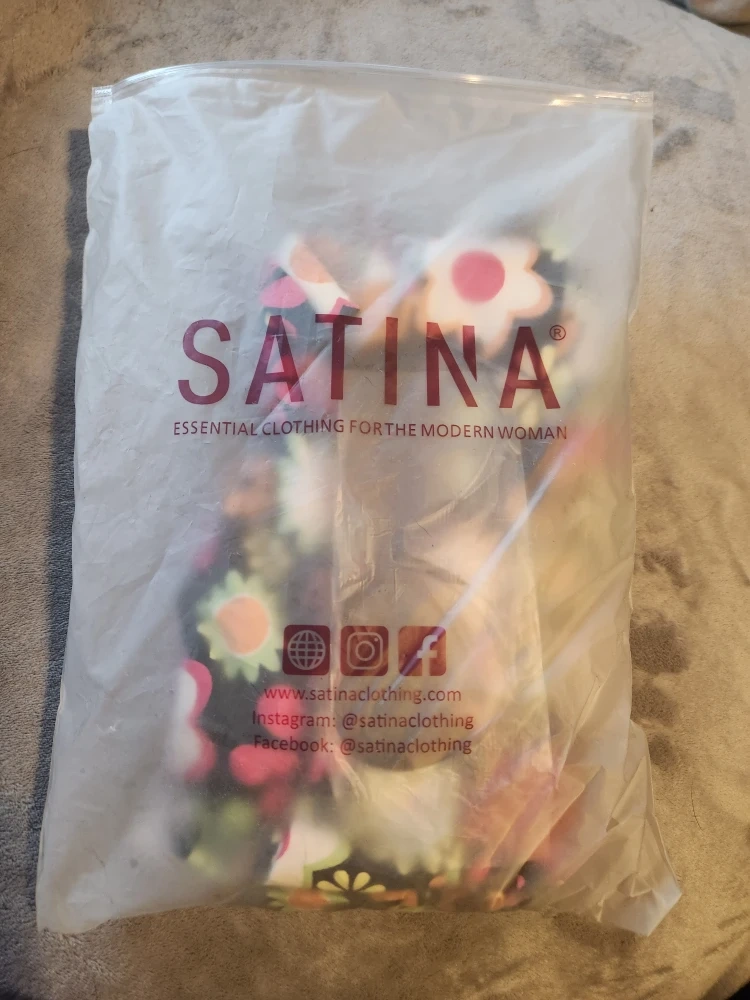 SATINA®
ESSENTIAL CLOTHING FOR THE MODERN WOMAN
www.satinaclothing.com
Instagram: @satinaclothing
Facebook: @satinaclothing